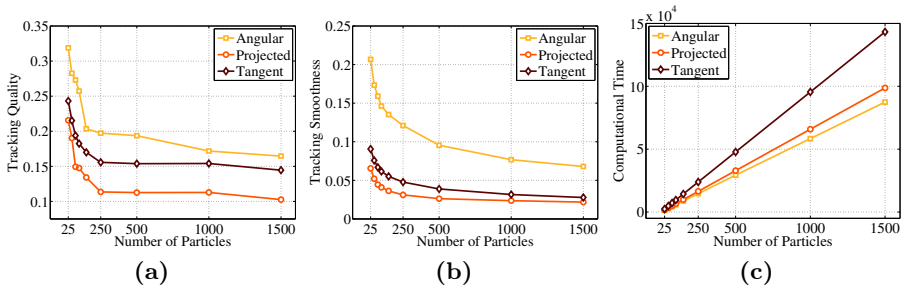 0.35
0.3
0.25
0.2
0.15
0.1
Tracking Quality
25 250 500 1000 1500
Number of Particles
Angular
Projected
Tangent
(a)
0.25
0.2
0.15
0.1
0.05
0
Tracking Smoothness
25 250 500 1000 1500
Number of Particles
Angular
Projected
Tangent
(b)
x 10⁴
15
10
5
0
Computational Time
25 250 500 1000 1500
Number of Particles
Angular
Projected
Tangent
(c)